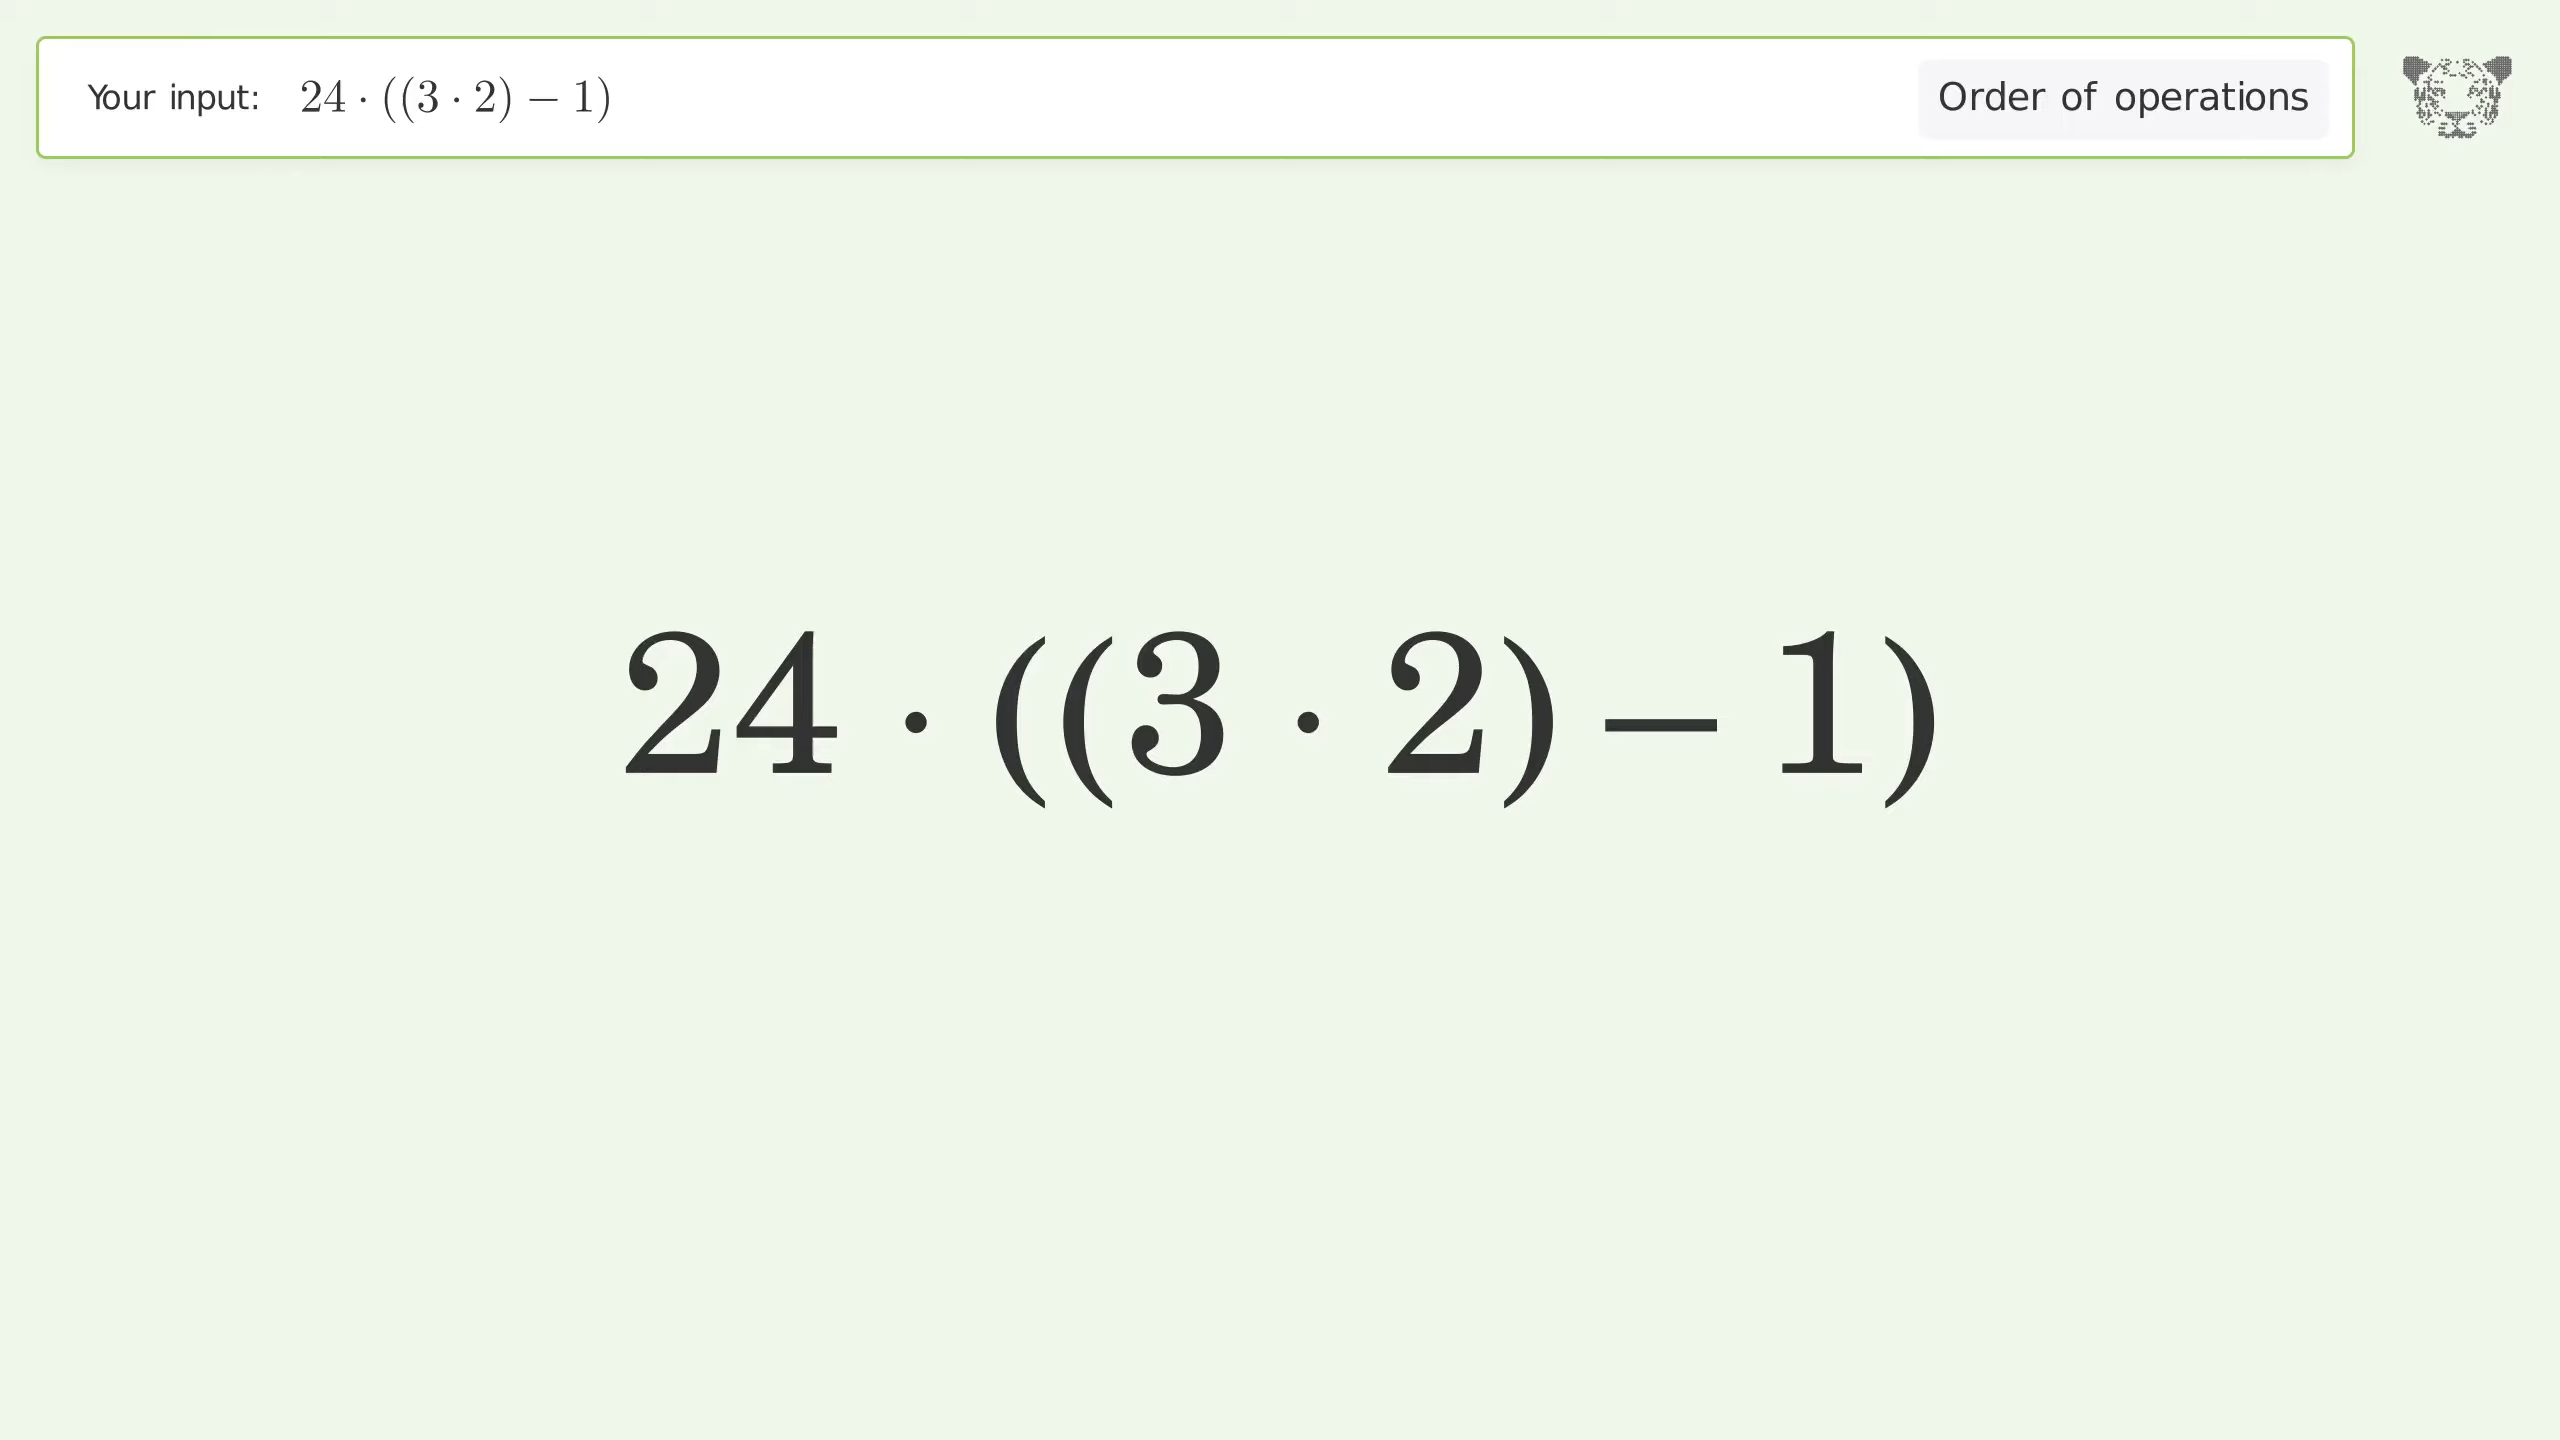 Your input: 24 · ((3 · 2) − 1)
Order of operations
24 · ((3 · 2) − 1)